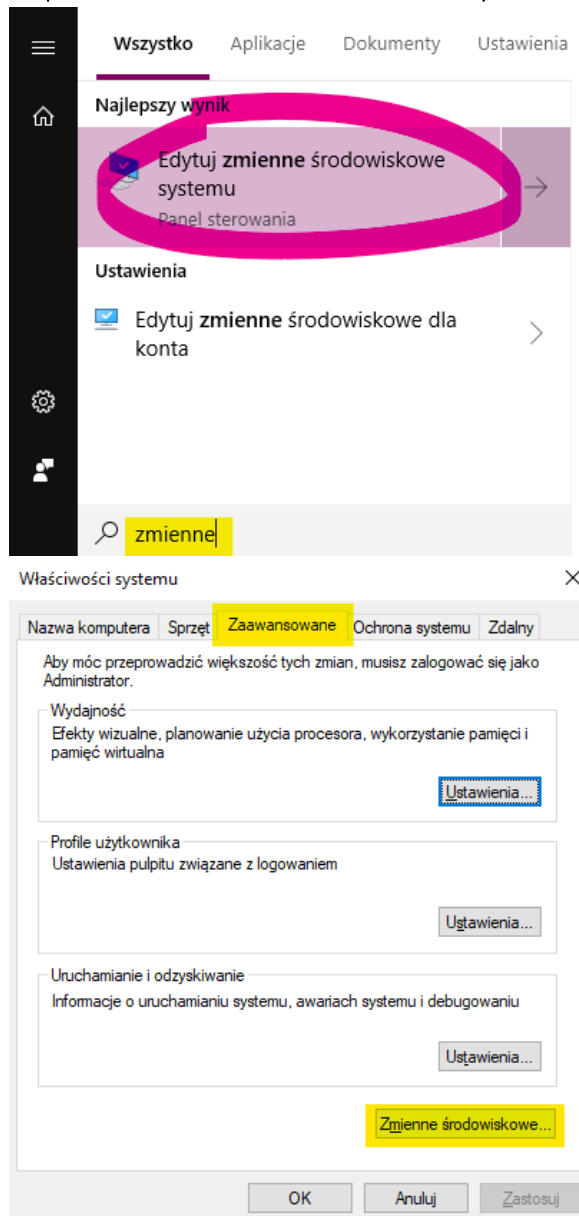 Wszystko Aplikacje Dokumenty Ustawienia
Najlepszy wynik
Edytuj zmienne środowiskowe
systemu
Panel sterowania
Ustawienia
Edytuj zmienne środowiskowe dla
konta
zmienne
Właściwości systemu
Nazwa komputera Sprzęt Zaawansowane Ochrona systemu Zdalny
Aby móc przeprowadzić większość tych zmian, musisz zalogować się jako
Administrator.
Wydajność
Efekty wizualne, planowanie użycia procesora, wykorzystanie pamięci i
pamięć wirtualna
Ustawienia...
Profile użytkownika
Ustawienia pulpitu związane z logowaniem
Ustawienia...
Uruchamianie i odzyskiwanie
Informacje o uruchamianiu systemu, awariach systemu i debugowaniu
Ustawienia...
Zmienne środowiskowe...
OK Anuluj Zastosuj